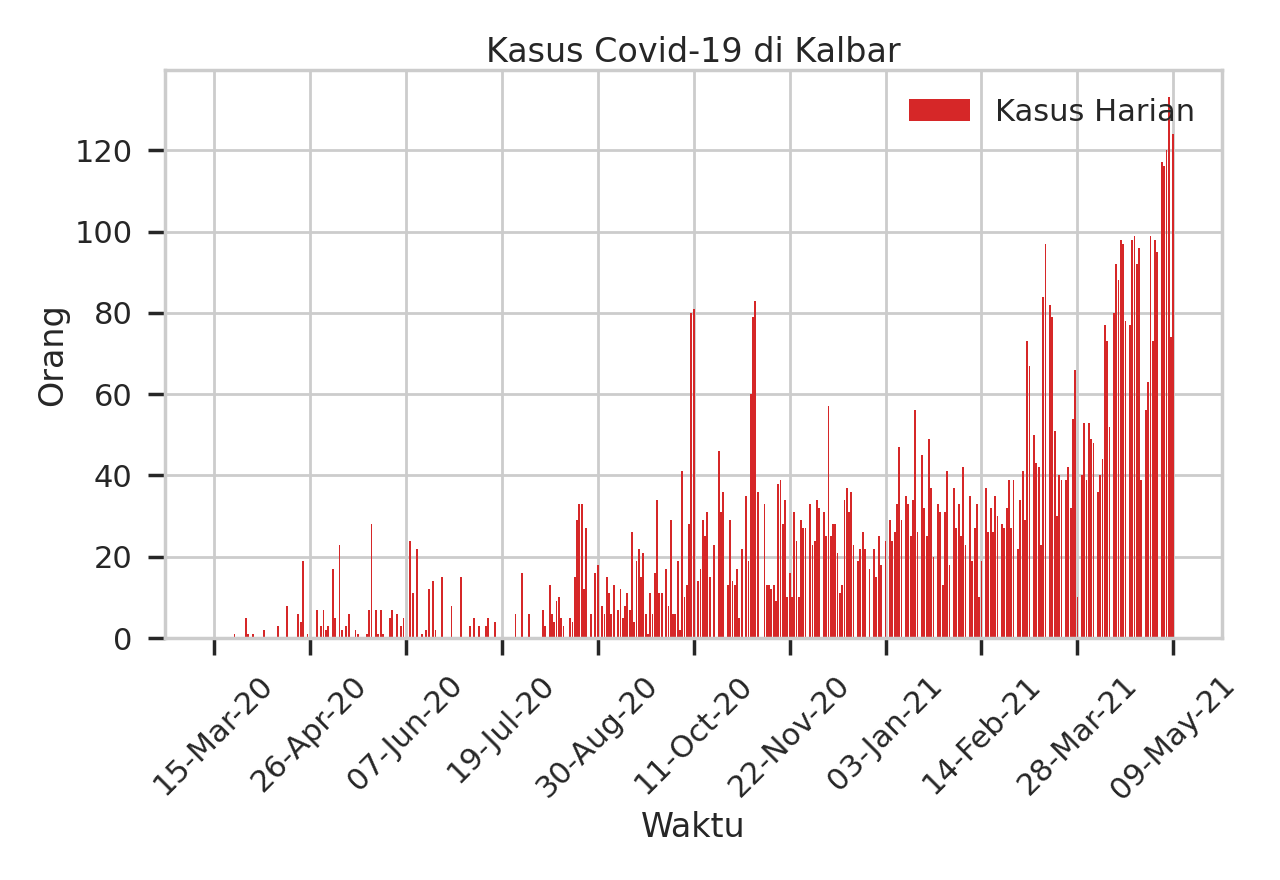 Kasus Covid-19 di Kalbar
Kasus Harian
Orang
120
100
80
60
40
20
0
15-Mar-20
26-Apr-20
07-Jun-20
19-Jul-20
30-Aug-20
11-Oct-20
22-Nov-20
03-Jan-21
14-Feb-21
28-Mar-21
09-May-21
Waktu